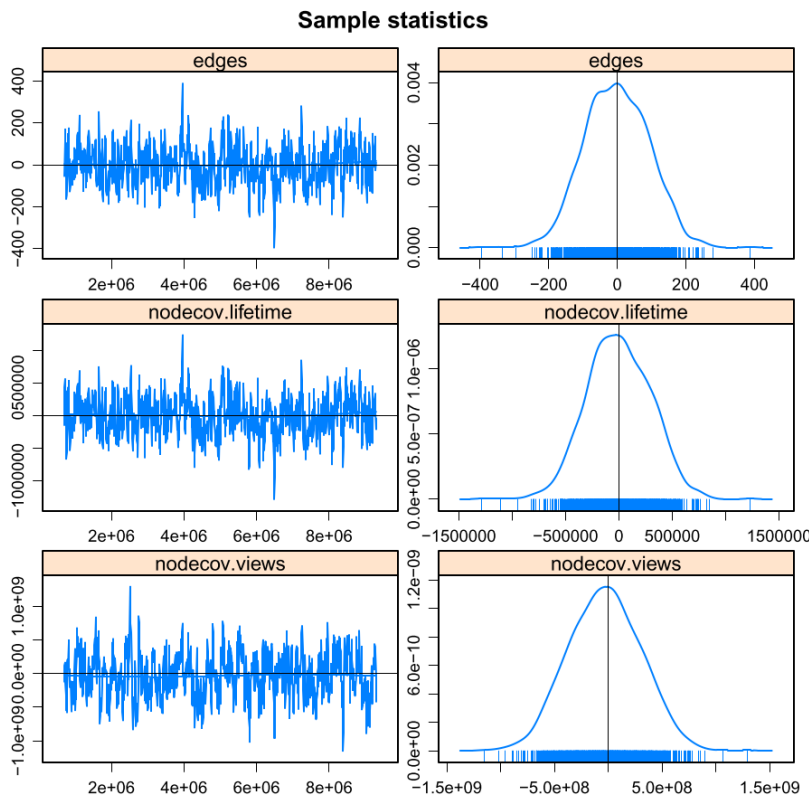 Sample statistics
edges
edges
400
200
0
−200
−400
2e+06 4e+06 6e+06 8e+06
0.004
0.002
0.000
−400 −200 0 200 400
nodecov.lifetime
nodecov.lifetime
0500000
−1000000
2e+06 4e+06 6e+06 8e+06
1.0e−06
5.0e−07
0.0e+00
−1500000 −500000 0 500000 1500000
nodecov.views
nodecov.views
1.0e+09
0.0e+00
−1.0e+09
2e+06 4e+06 6e+06 8e+06
1.2e−09
6.0e−10
0.0e+00
−1.5e+09 −5.0e+08 5.0e+08 1.5e+09